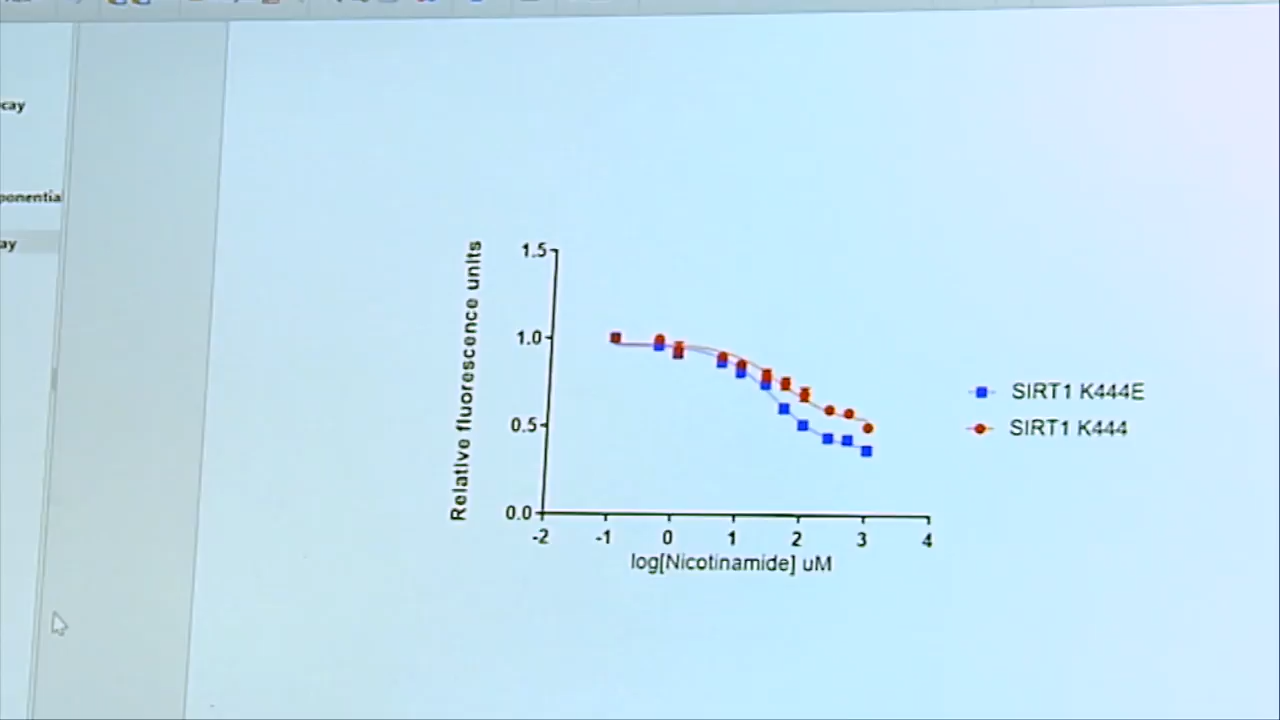 cay
ponential
ay
Relative fluorescence units
1.5
1.0
0.5
0.0
-2 -1 0 1 2 3 4
log[Nicotinamide] uM
SIRT1 K444E
SIRT1 K444